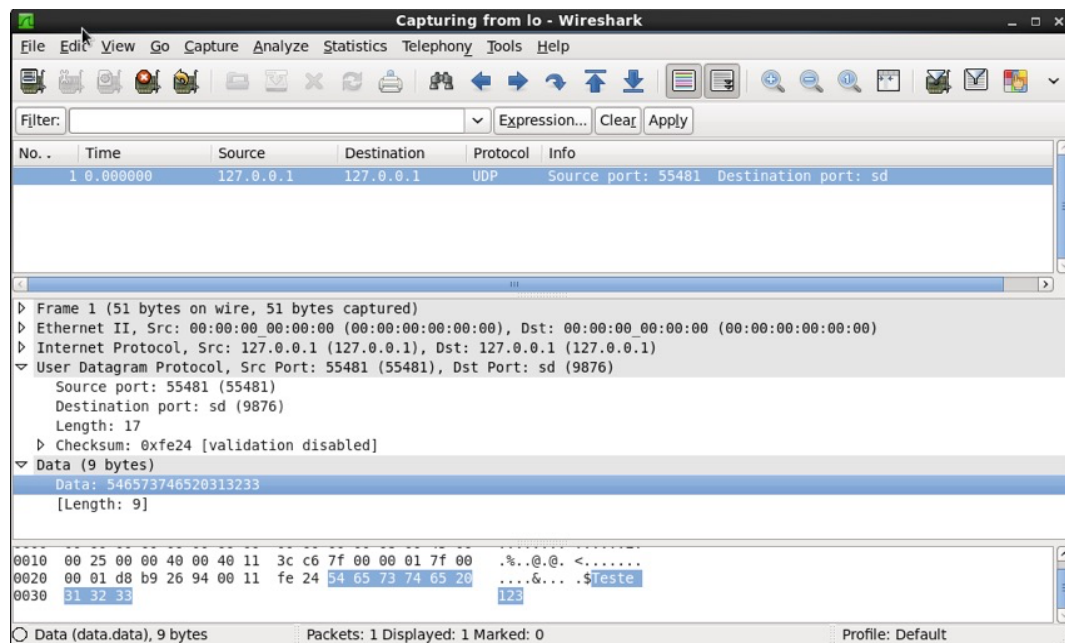 Capturing from lo - Wireshark
File Edit View Go Capture Analyze Statistics Telephony Tools Help
Filter: Expression... Clear Apply
No. . Time Source Destination Protocol Info
1 0.000000 127.0.0.1 127.0.0.1 UDP Source port: 55481 Destination port: sd
Frame 1 (51 bytes on wire, 51 bytes captured)
Ethernet II, Src: 00:00:00_00:00:00 (00:00:00:00:00:00), Dst: 00:00:00_00:00:00 (00:00:00:00:00:00)
Internet Protocol, Src: 127.0.0.1 (127.0.0.1), Dst: 127.0.0.1 (127.0.0.1)
User Datagram Protocol, Src Port: 55481 (55481), Dst Port: sd (9876)
Source port: 55481 (55481)
Destination port: sd (9876)
Length: 17
Checksum: 0xfe24 [validation disabled]
Data (9 bytes)
Data: 546573746520313233
[Length: 9]
0010 00 25 00 00 40 00 40 11 3c c6 7f 00 00 01 7f 00 .%..@.@. <.......
0020 00 01 d8 b9 26 94 00 11 fe 24 54 65 73 74 65 20 ....&... .$Teste
0030 31 32 33 123
Data (data.data), 9 bytes Packets: 1 Displayed: 1 Marked: 0 Profile: Default